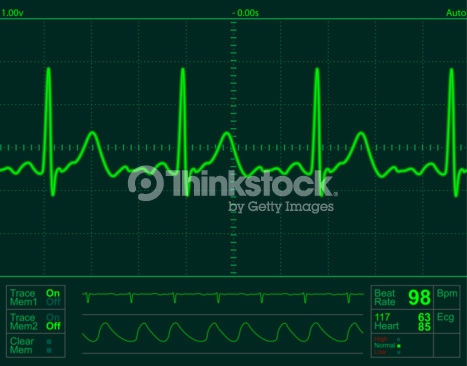 1.00v -0.00s Auto
Thinkstock.
by Getty Images
Trace On
Mem1 Off
Trace On
Mem2 Off
Clear
Mem
Beat
Rate 98 Bpm
117 63 Ecg
Heart 85
High
Normal
Low